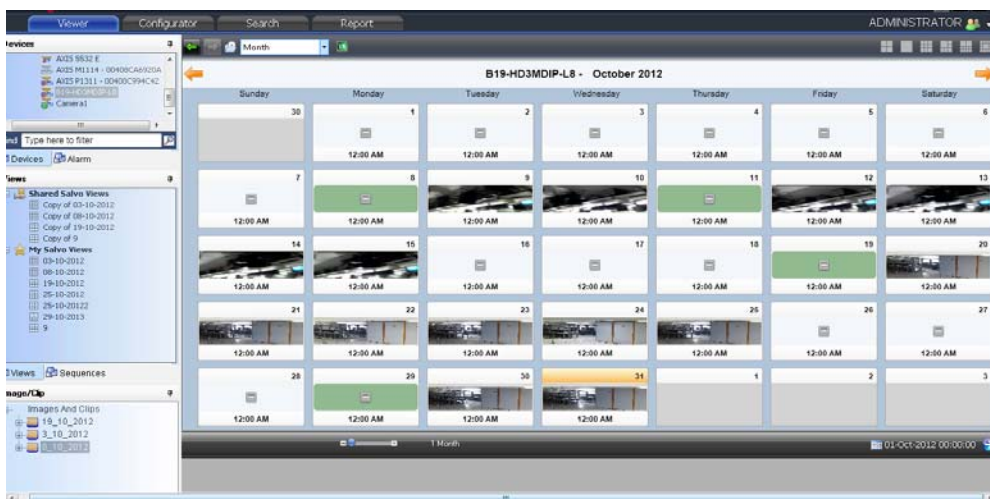 Viewer Configurator Search Report ADMINISTRATOR
Devices
AXIS 5532 E
AXIS M1114 - 00408CA6920A
AXIS P1311 - 00408C994C42
B19-HD3MDIP-L8
Camera1
Type here to filter
Devices Alarm
Views
Shared Salvo Views
Copy of 03-10-2012
Copy of 08-10-2012
Copy of 19-10-2012
Copy of 9
My Salvo Views
03-10-2012
08-10-2012
19-10-2012
25-10-2012
25-10-20122
29-10-2013
9
Views Sequences
Image/Clip
Images And Clips
19_10_2012
3_10_2012
Month
B19-HD3MDIP-L8 - October 2012
Sunday Monday Tuesday Wednesday Thursday Friday Saturday
30 1 2 3 4 5 6
12:00 AM 12:00 AM 12:00 AM 12:00 AM 12:00 AM 12:00 AM
7 8 9 10 11 12 13
12:00 AM 12:00 AM 12:00 AM 12:00 AM 12:00 AM 12:00 AM 12:00 AM
14 15 16 17 18 19 20
12:00 AM 12:00 AM 12:00 AM 12:00 AM 12:00 AM 12:00 AM 12:00 AM
21 22 23 24 25 26 27
12:00 AM 12:00 AM 12:00 AM 12:00 AM 12:00 AM 12:00 AM 12:00 AM
28 29 30 31 1 2 3
12:00 AM 12:00 AM 12:00 AM 12:00 AM
1 Month
01-Oct-2012 00:00:00